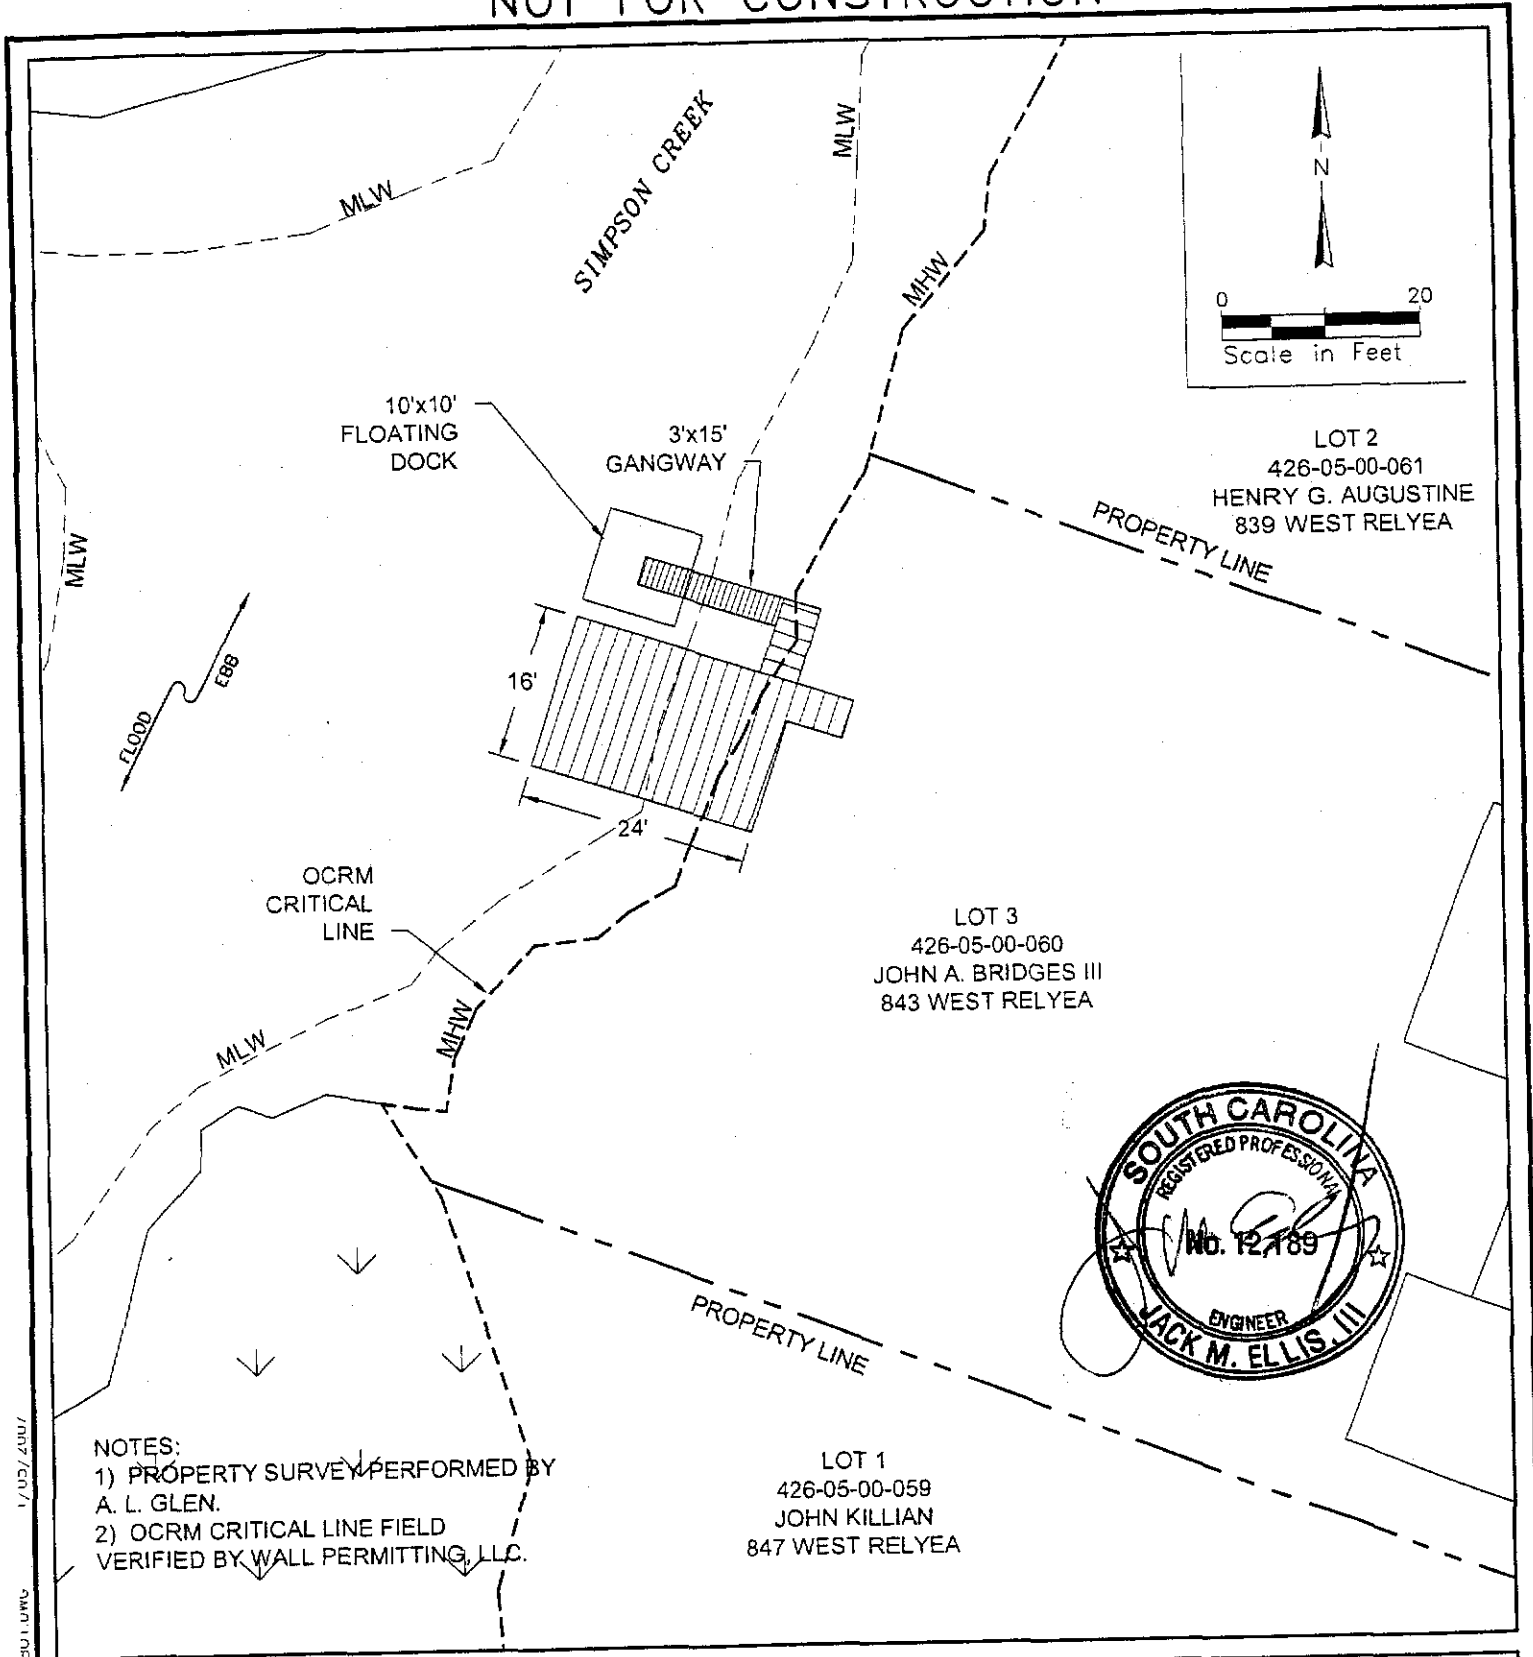 NOT FOR CONSTRUCTION
MLW
SIMPSON CREEK
MLW
MHW
N
0 20
Scale in Feet
10'x10'
FLOATING
DOCK
3'x15'
GANGWAY
LOT 2
426-05-00-061
HENRY G. AUGUSTINE
839 WEST RELYEA
PROPERTY LINE
MLW
FLOOD
EBB
16'
24'
OCRM
CRITICAL
LINE
LOT 3
426-05-00-060
JOHN A. BRIDGES III
843 WEST RELYEA
MLW
MHW
SOUTH CAROLINA
REGISTERED PROFESSIONAL
No. 12,189
ENGINEER
JACK M. ELLIS, III
PROPERTY LINE
NOTES:
1) PROPERTY SURVEY PERFORMED BY
A. L. GLEN.
2) OCRM CRITICAL LINE FIELD
VERIFIED BY WALL PERMITTING, LLC.
LOT 1
426-05-00-059
JOHN KILLIAN
847 WEST RELYEA